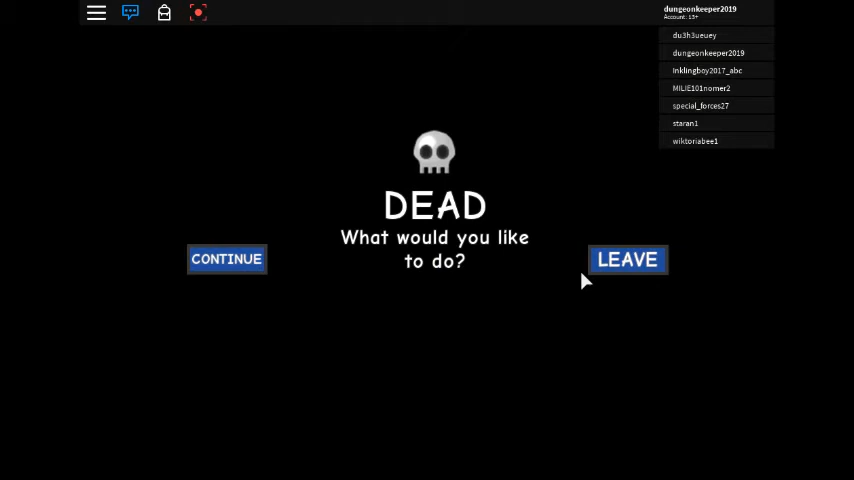 dungeonkeeper2019
Account: 13+
du3h3ueuey
dungeonkeeper2019
Inklingboy2017_abc
MILIE101nomer2
special_forces27
staran1
wiktoriabee1
DEAD
What would you like
to do?
CONTINUE
LEAVE